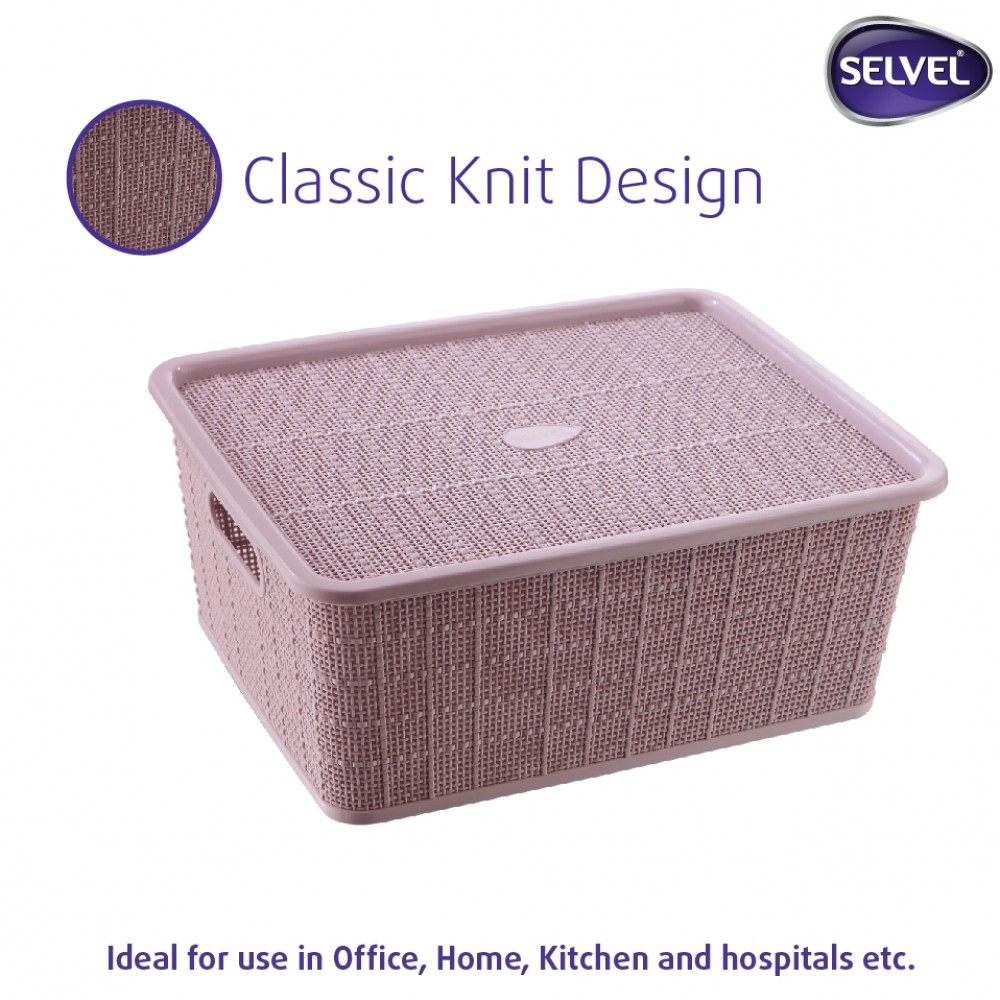 SELVEL®
Classic Knit Design
Ideal for use in Office, Home, Kitchen and hospitals etc.